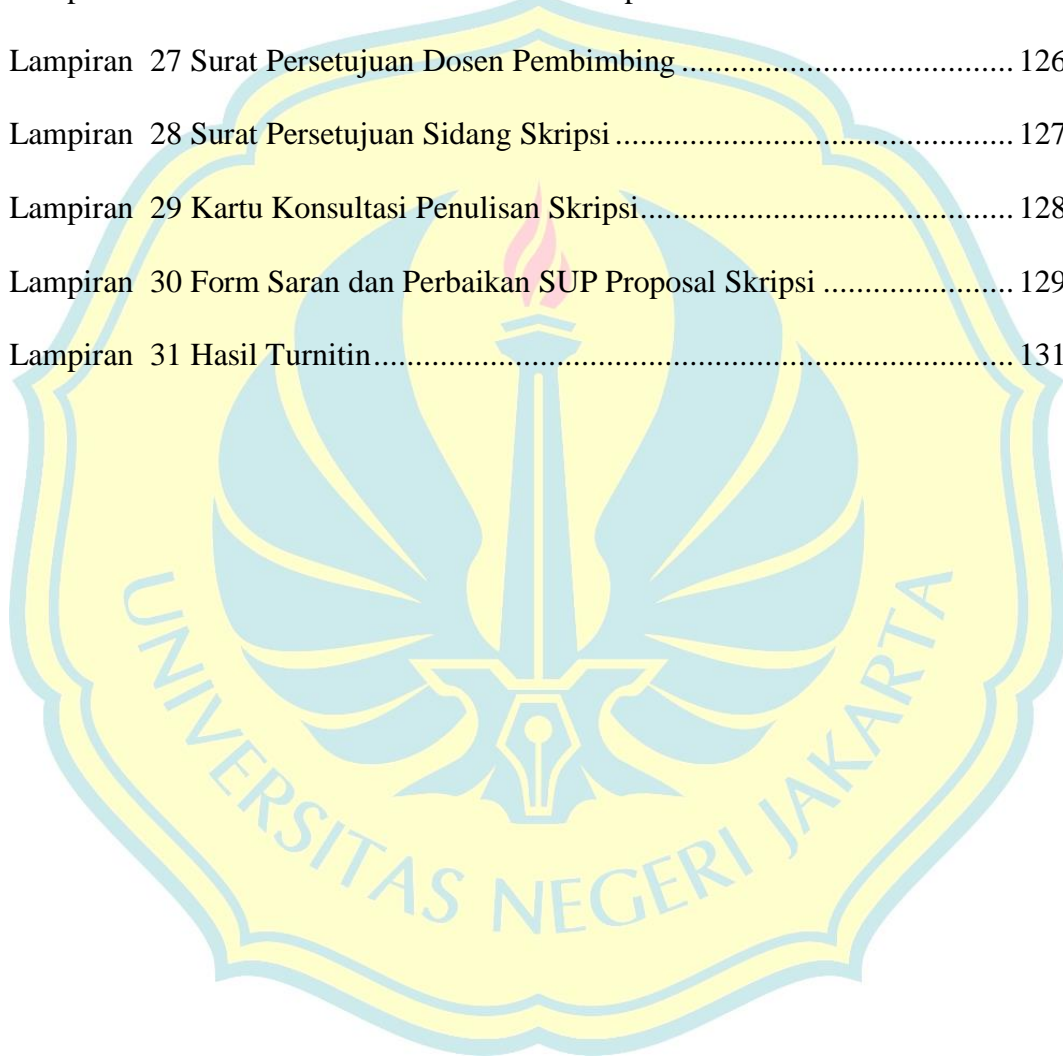 Lampiran  27 Surat Persetujuan Dosen Pembimbing ........................................ 126
Lampiran  28 Surat Persetujuan Sidang Skripsi ................................................ 127
Lampiran  29 Kartu Konsultasi Penulisan Skripsi............................................. 128
Lampiran  30 Form Saran dan Perbaikan SUP Proposal Skripsi ....................... 129
Lampiran  31 Hasil Turnitin............................................................................. 131
UNIVERSITAS NEGERI JAKARTA